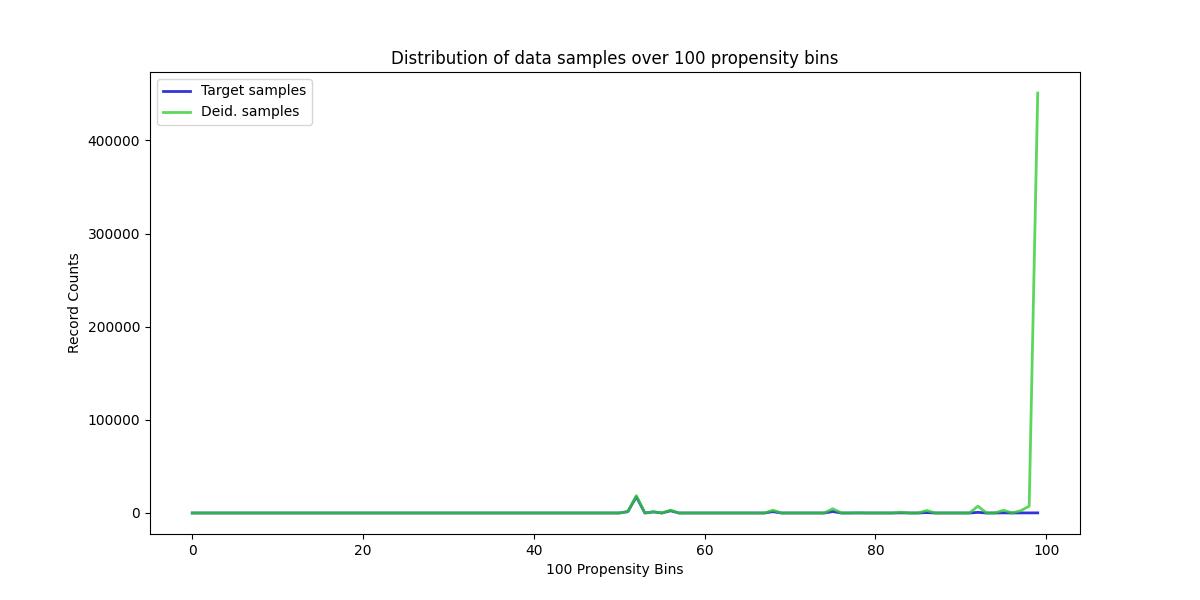 Distribution of data samples over 100 propensity bins
Target samples
Deid. samples
Record Counts
400000
300000
200000
100000
0
0 20 40 60 80 100
100 Propensity Bins